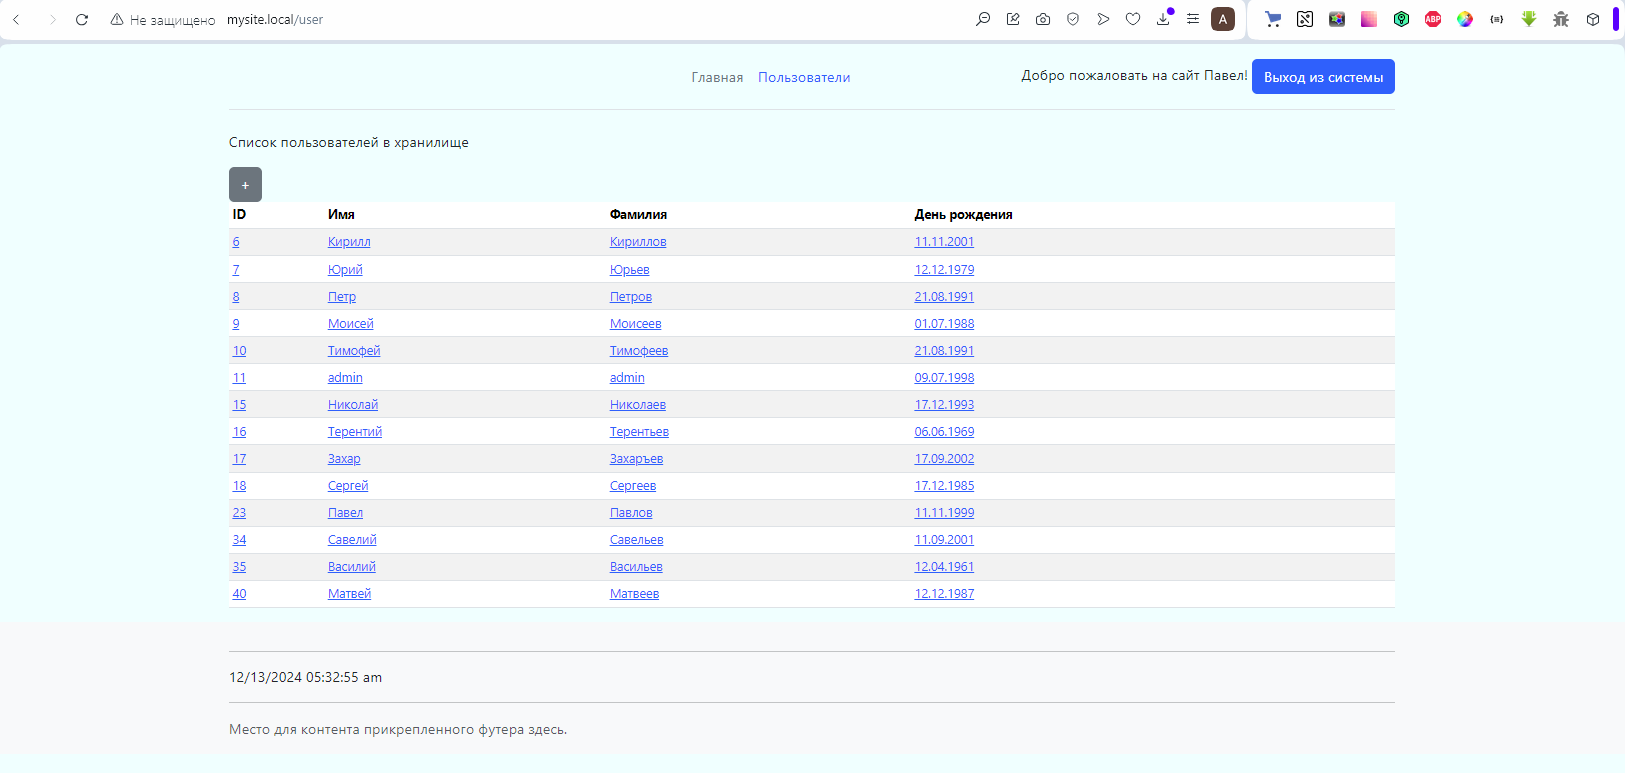 Не защищено mysite.local/user
A
ABP
Главная Пользователи Добро пожаловать на сайт Павел! Выход из системы
Список пользователей в хранилище
+
ID Имя Фамилия День рождения
6 Кирилл Кириллов 11.11.2001
7 Юрий Юрьев 12.12.1979
8 Петр Петров 21.08.1991
9 Моисей Моисеев 01.07.1988
10 Тимофей Тимофеев 21.08.1991
11 admin admin 09.07.1998
15 Николай Николаев 17.12.1993
16 Терентий Терентьев 06.06.1969
17 Захар Захаръев 17.09.2002
18 Сергей Сергеев 17.12.1985
23 Павел Павлов 11.11.1999
34 Савелий Савельев 11.09.2001
35 Василий Васильев 12.04.1961
40 Матвей Матвеев 12.12.1987
12/13/2024 05:32:55 am
Место для контента прикрепленного футера здесь.